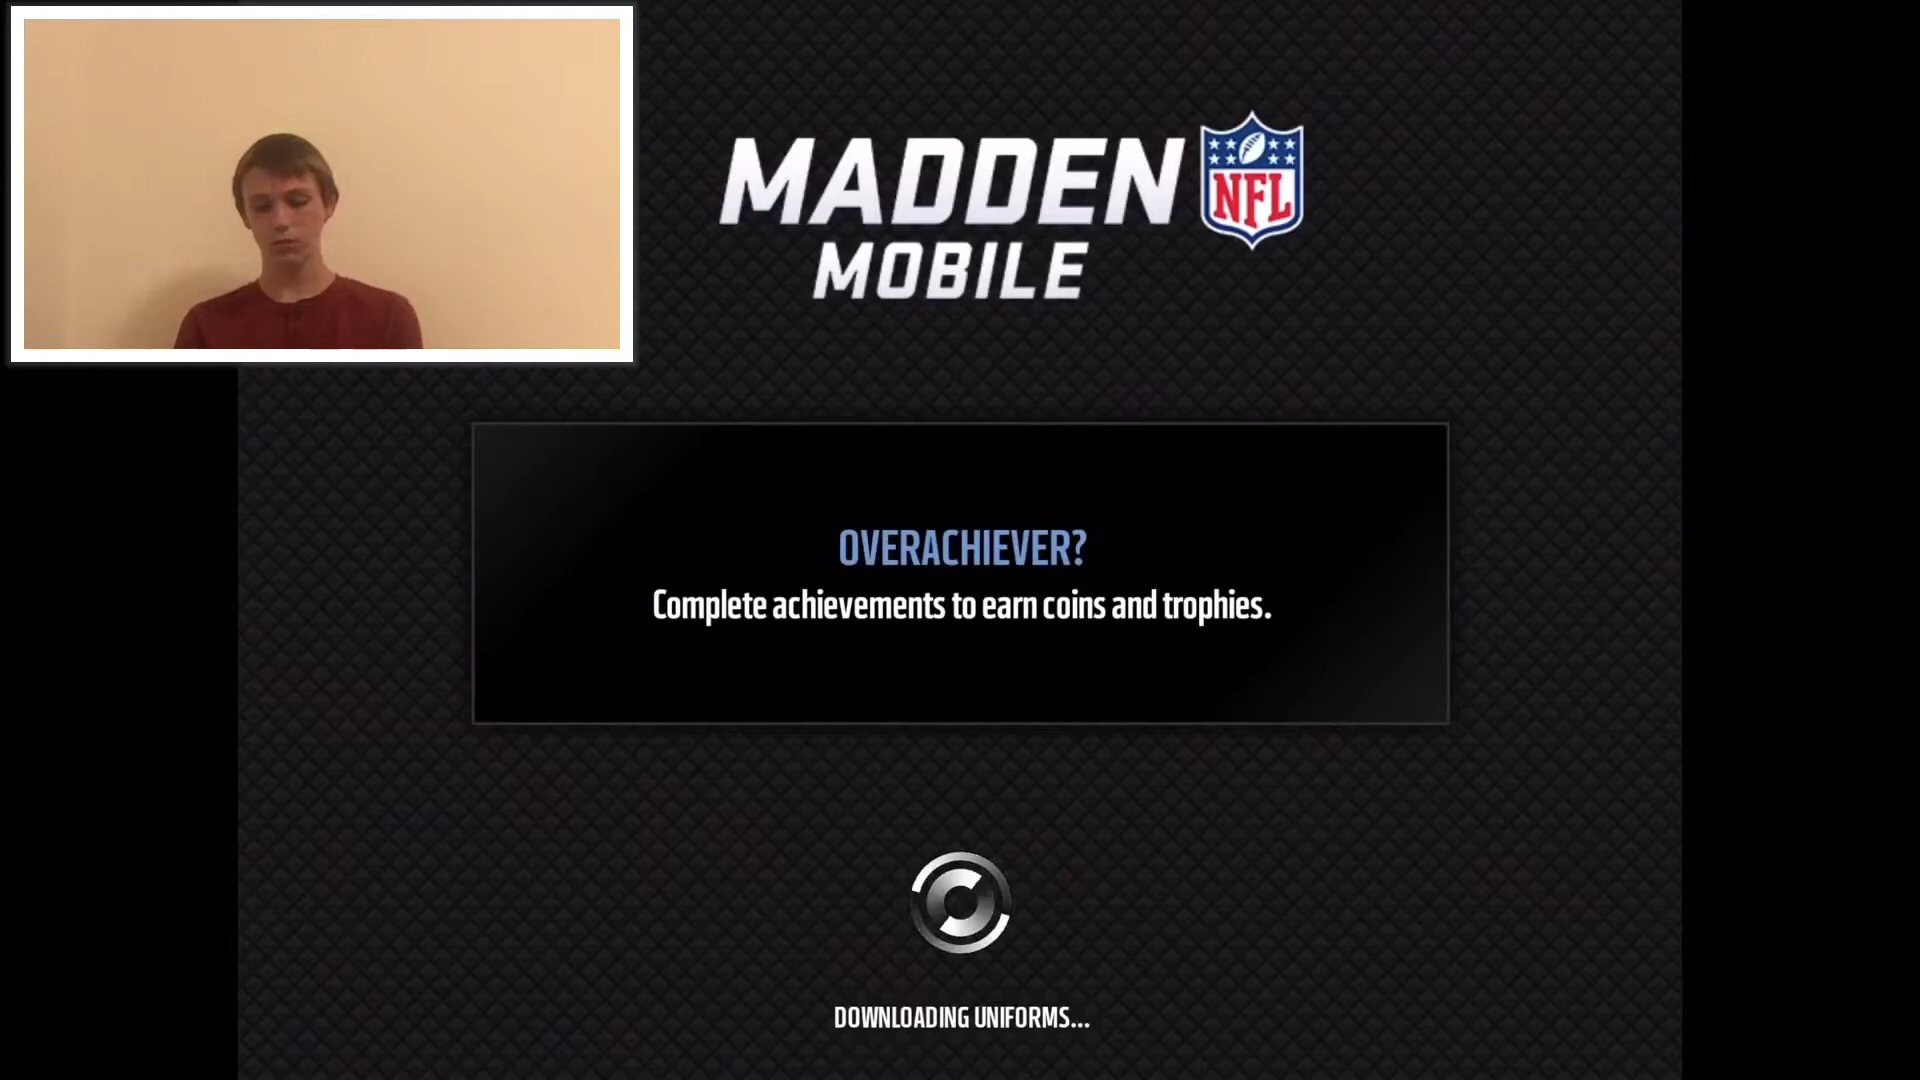 MADDEN NFL
MOBILE
OVERACHIEVER?
Complete achievements to earn coins and trophies.
DOWNLOADING UNIFORMS...